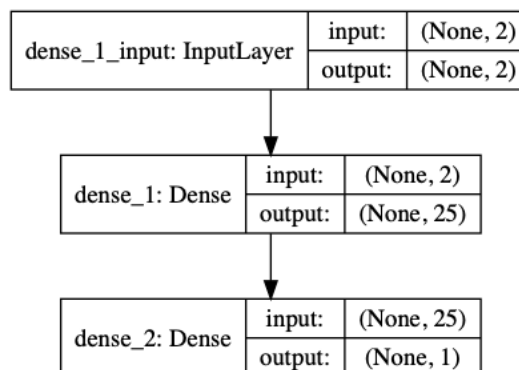 dense_1_input: InputLayer
input: (None, 2)
output: (None, 2)
dense_1: Dense
input: (None, 2)
output: (None, 25)
dense_2: Dense
input: (None, 25)
output: (None, 1)